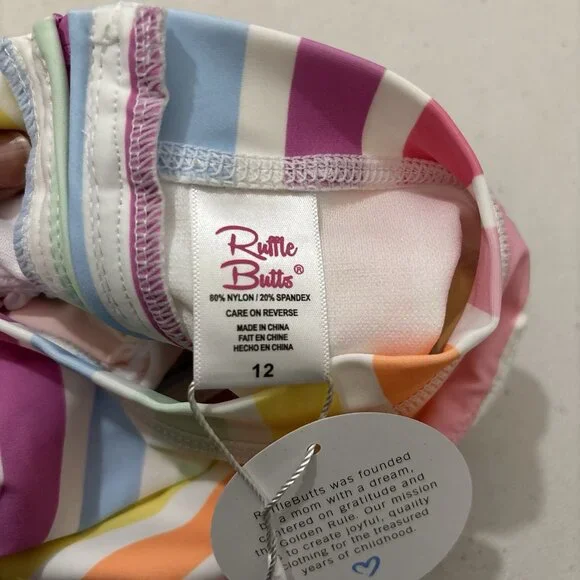 Ruffle
Butts®
80% NYLON / 20% SPANDEX
CARE ON REVERSE
MADE IN CHINA
FAIT EN CHINE
HECHO EN CHINA
12
RuffleButts was founded
by a mom with a dream,
centered on gratitude and
the Golden Rule. Our mission
to create joyful, quality
clothing for the treasured
years of childhood.